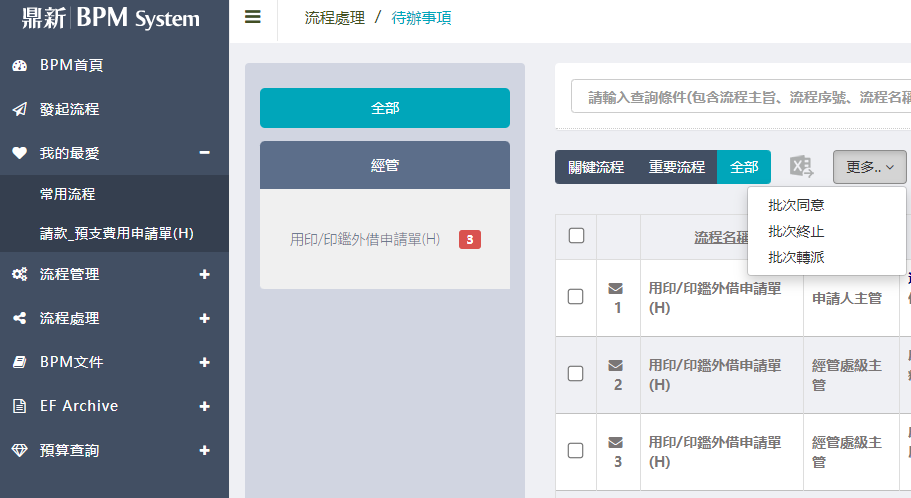 鼎新 BPM System
流程處理 / 待辦事項
BPM首頁
發起流程
我的最愛
常用流程
請款_預支費用申請單(H)
流程管理
流程處理
BPM文件
EF Archive
預算查詢
全部
經管
用印/印鑑外借申請單(H) 3
請輸入查詢條件(包含流程主旨、流程序號、流程名稱
關鍵流程 重要流程 全部 更多..
批次同意
批次終止
批次轉派
流程名稱
1 用印/印鑑外借申請單
(H)
申請人主管
2 用印/印鑑外借申請單
(H)
經管處級主
管
3 用印/印鑑外借申請單
(H)
經管處級主
管